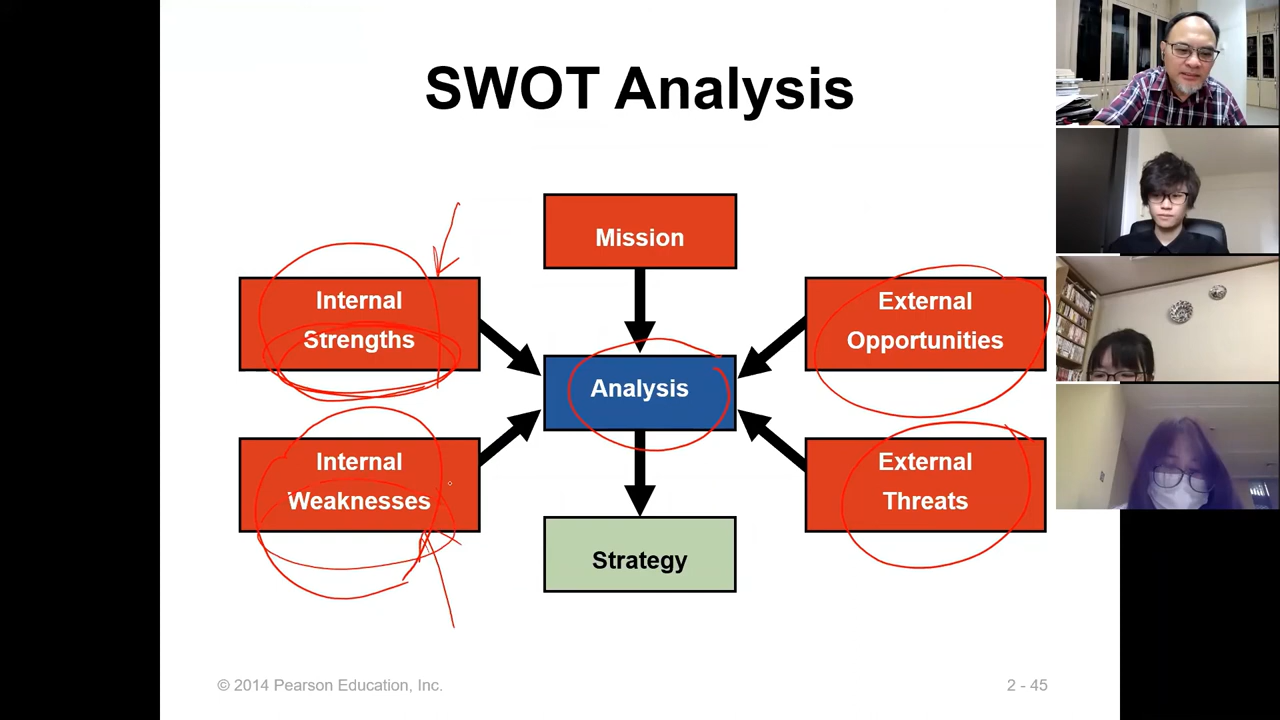 SWOT Analysis
Mission
Internal
Strengths
External
Opportunities
Analysis
Internal
Weaknesses
External
Threats
Strategy
© 2014 Pearson Education, Inc.
2 - 45